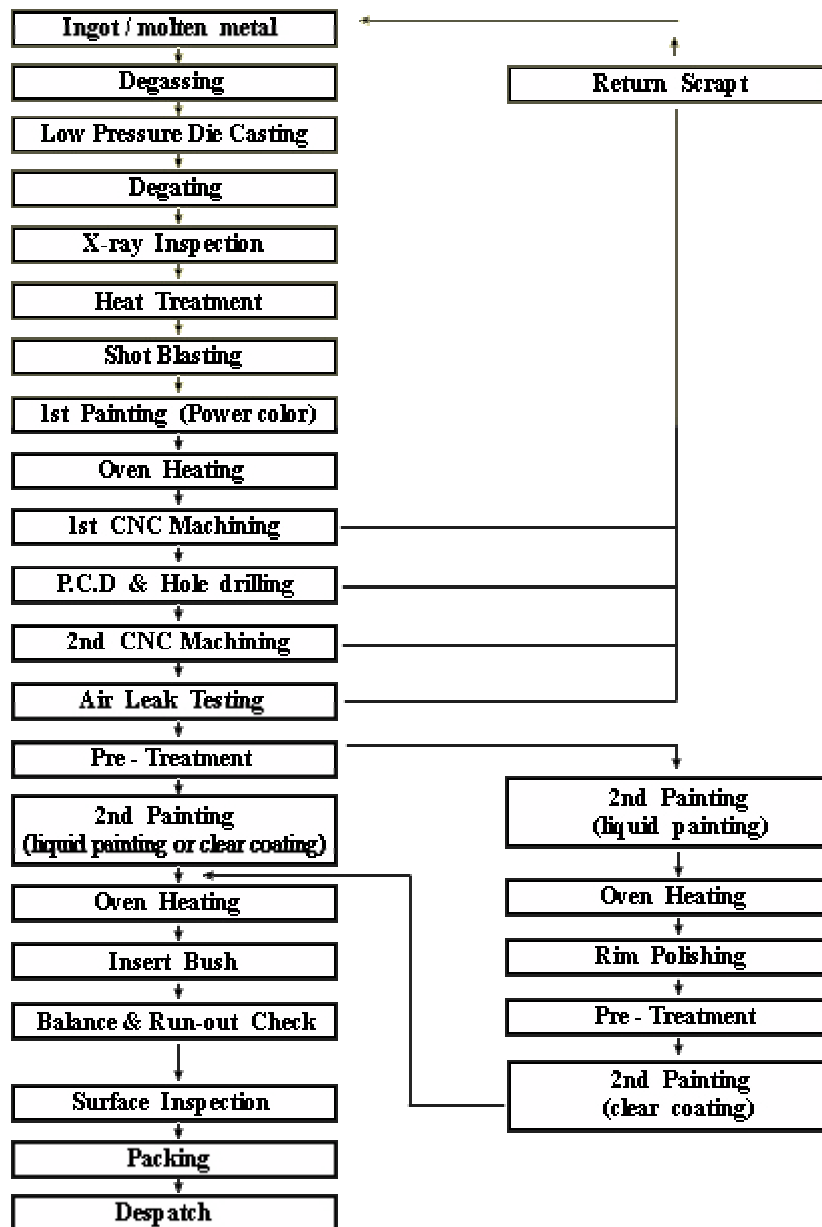 Ingot / molten metal
Degassing
Return Scrapt
Low Pressure Die Casting
Degating
X-ray Inspection
Heat Treatment
Shot Blasting
1st Painting (Power color)
Oven Heating
1st CNC Machining
P.C.D & Hole drilling
2nd CNC Machining
Air Leak Testing
Pre - Treatment
2nd Painting
(liquid painting or clear coating)
Oven Heating
Insert Bush
Balance & Run-out Check
Surface Inspection
Packing
Despatch
2nd Painting
(liquid painting)
Oven Heating
Rim Polishing
Pre - Treatment
2nd Painting
(clear coating)